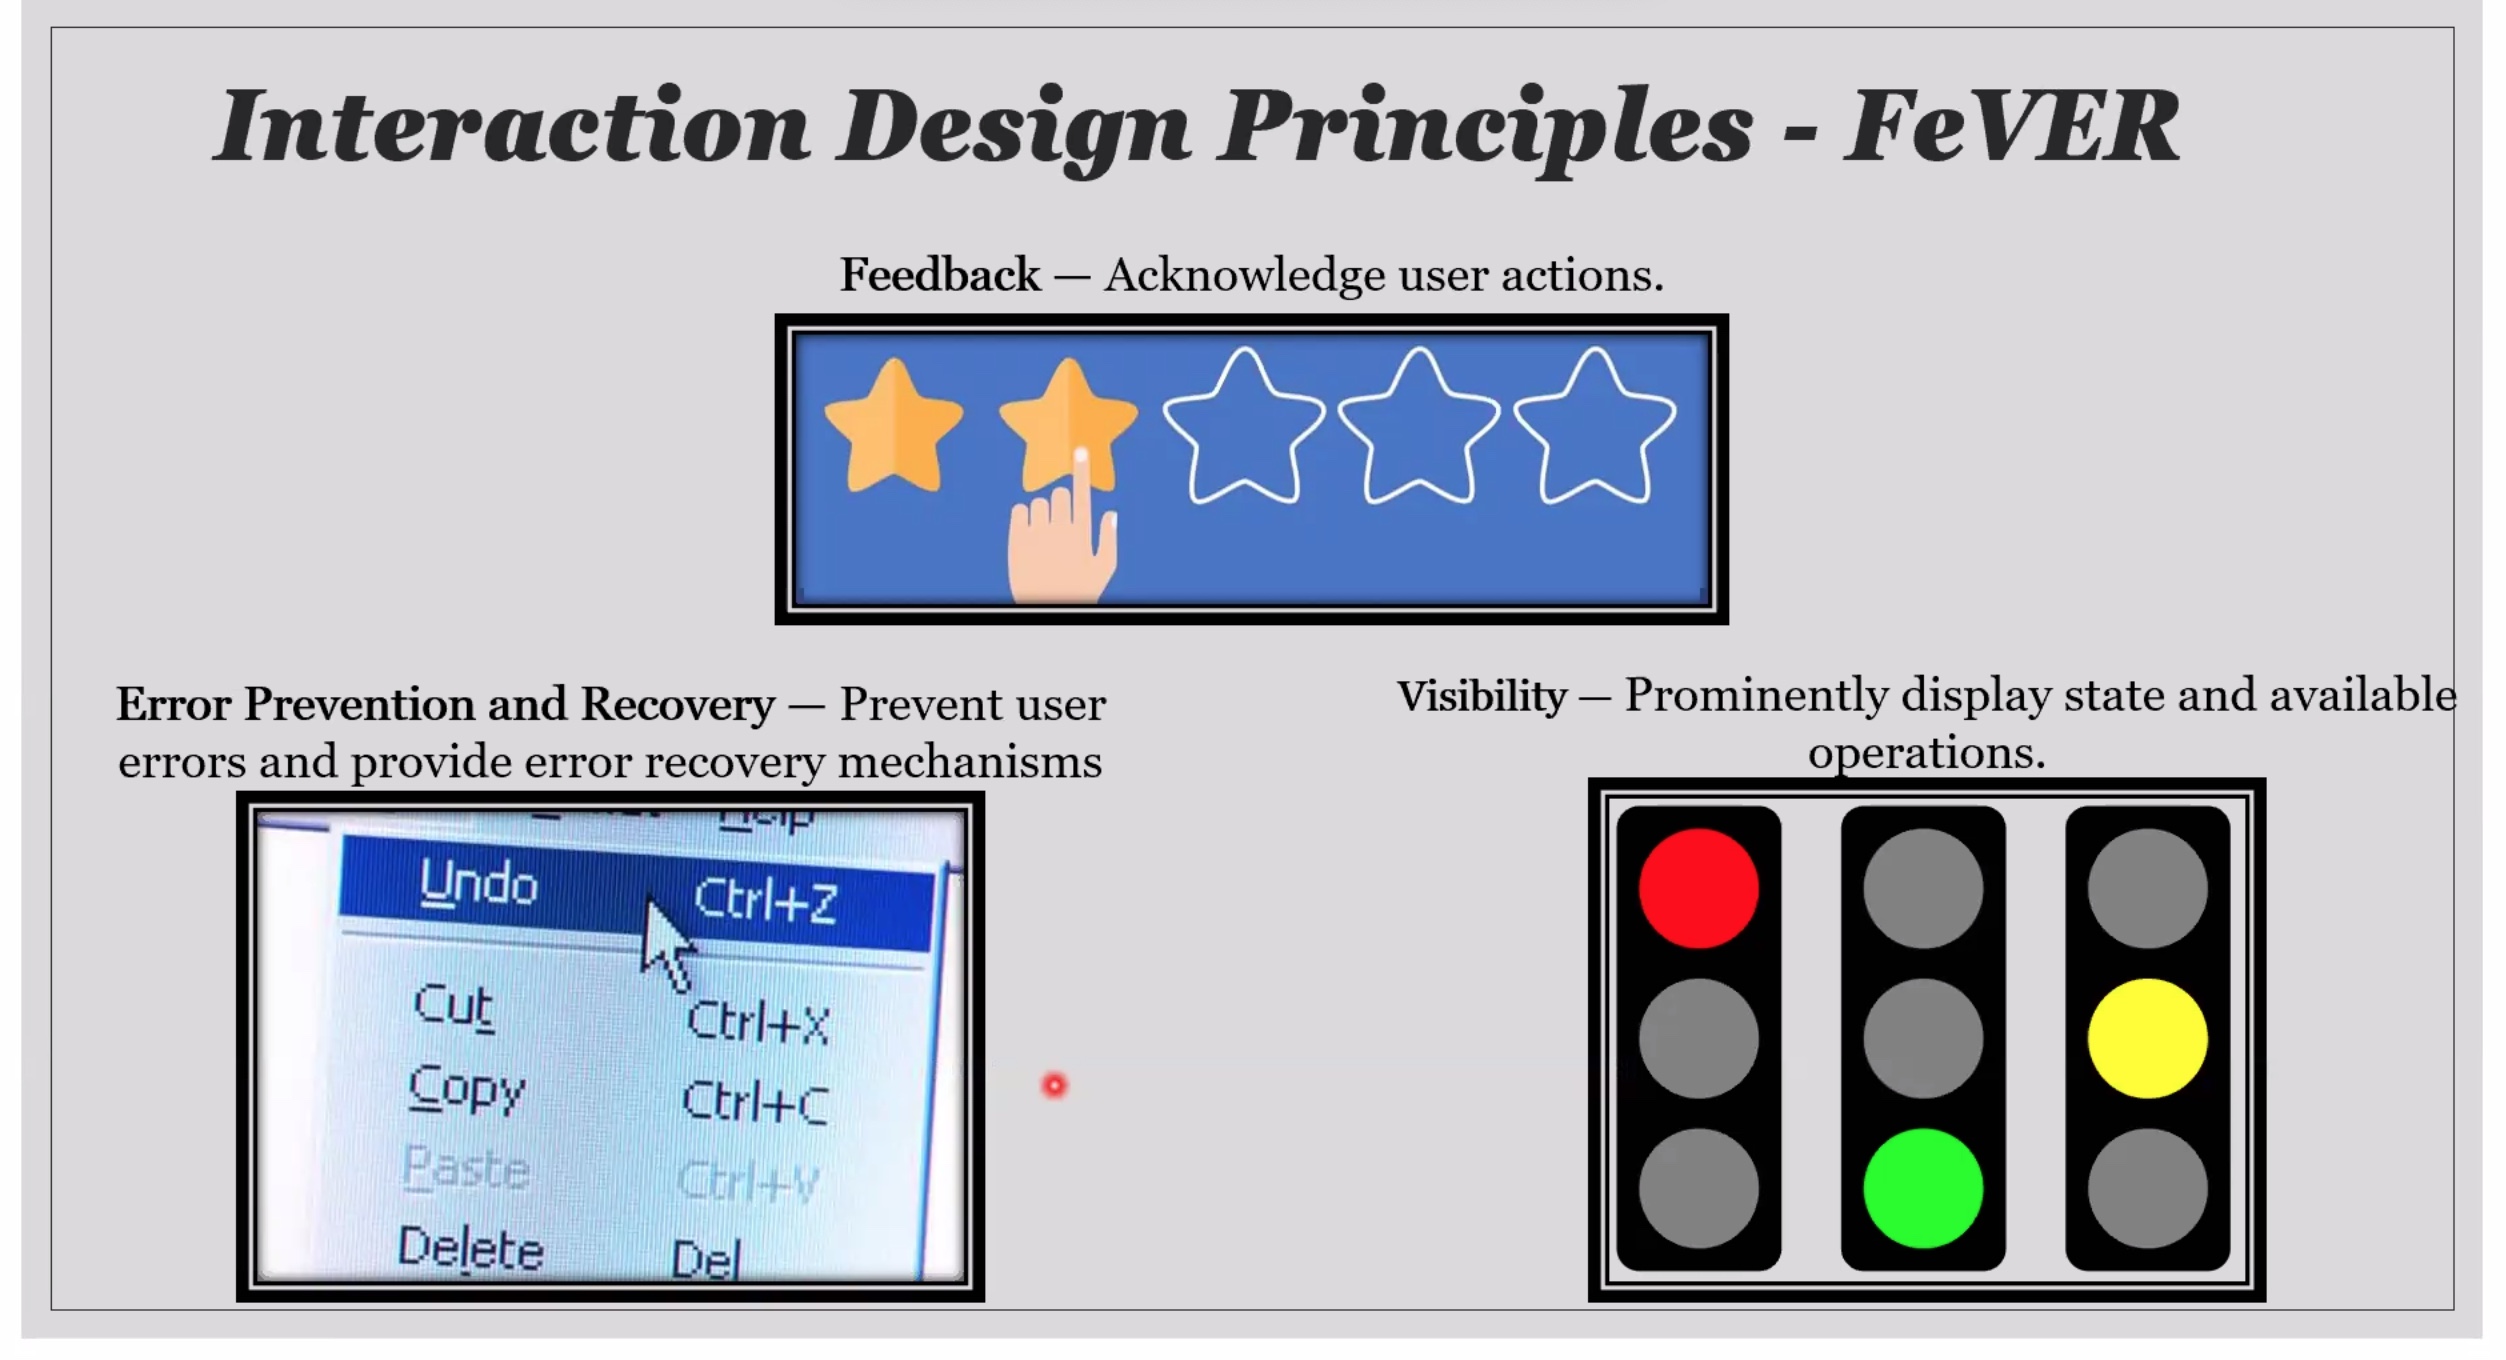 Interaction Design Principles - FeVER
Feedback — Acknowledge user actions.
Error Prevention and Recovery — Prevent user
errors and provide error recovery mechanisms
Visibility — Prominently display state and available
operations.
Help
Undo Ctrl+Z
Cut Ctrl+X
Copy Ctrl+C
Paste Ctrl+V
Delete Del